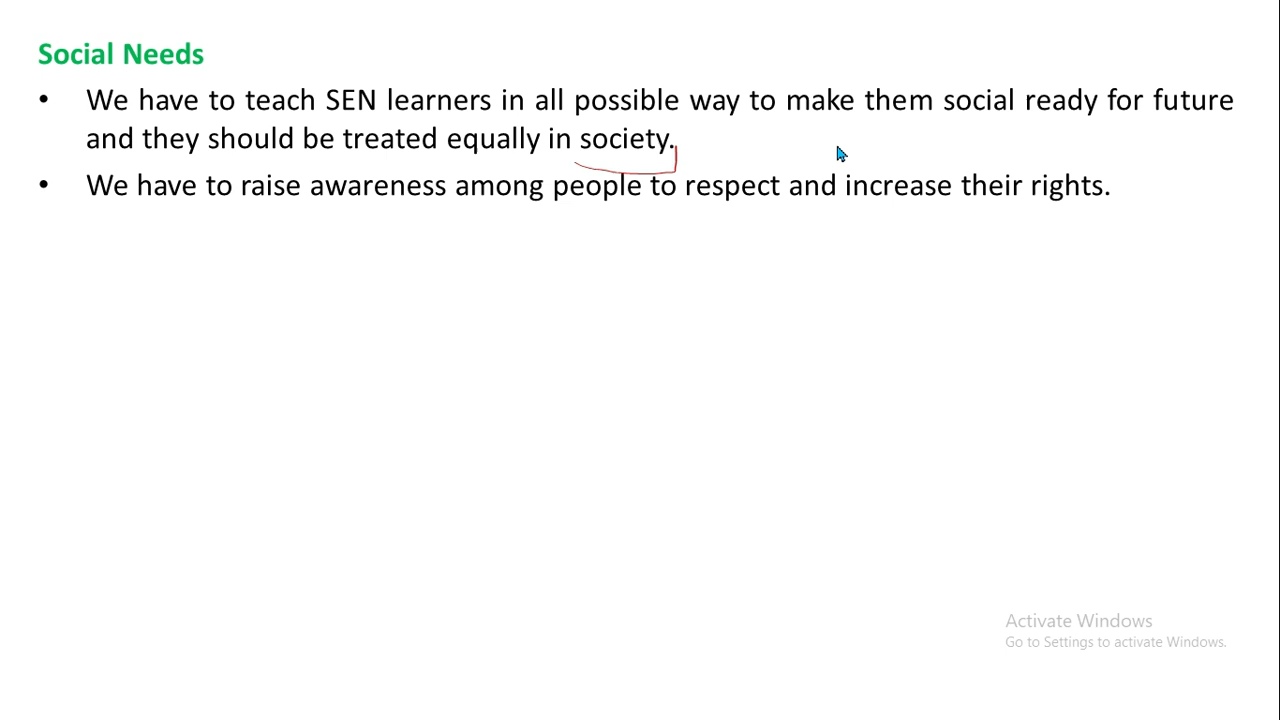 Social Needs
• We have to teach SEN learners in all possible way to make them social ready for future
and they should be treated equally in society.
• We have to raise awareness among people to respect and increase their rights.
Activate Windows
Go to Settings to activate Windows.